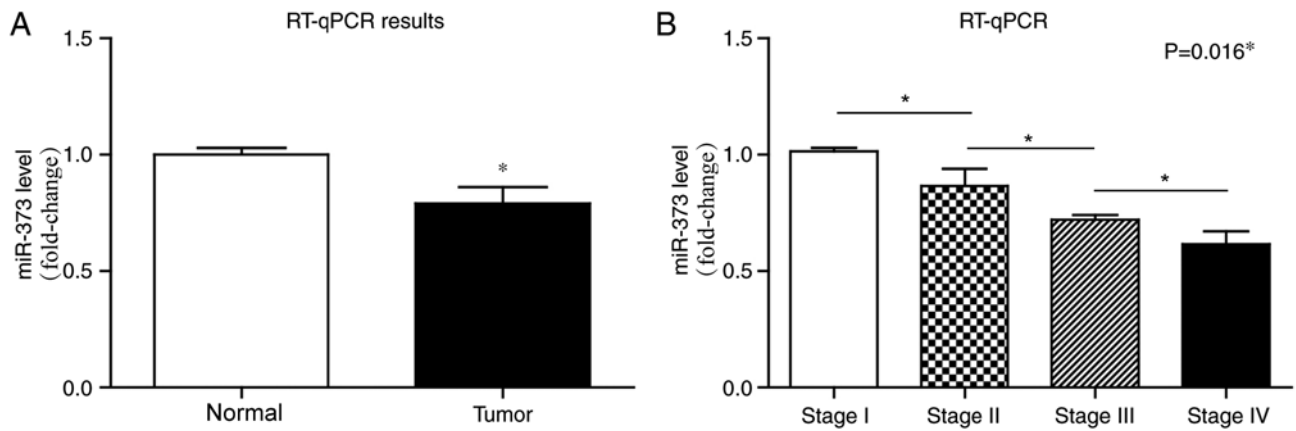 A
RT-qPCR results
1.5
1.0
0.5
0.0
miR-373 level
(fold-change)
*
Normal
Tumor
B
RT-qPCR
P=0.016*
1.5
1.0
0.5
0.0
miR-373 level
(fold-change)
*
*
*
Stage I
Stage II
Stage III
Stage IV